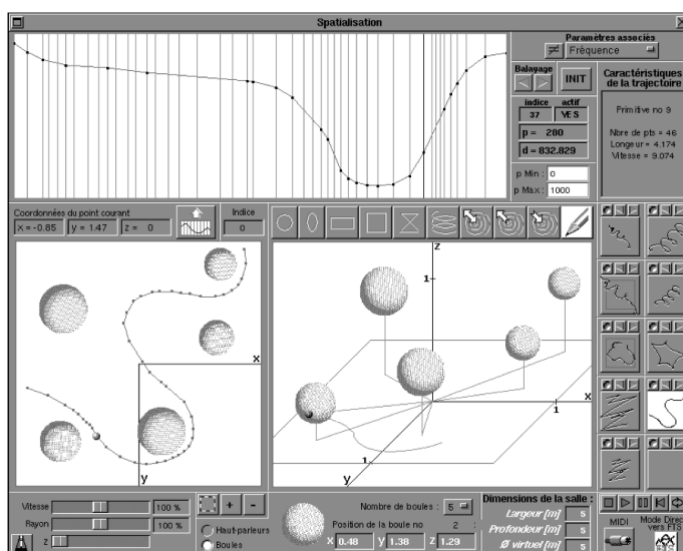 Spatialisation
Paramètres associés
Fréquence
Balayage
INIT
Caractéristiques
de la trajectoire
indice actif
37 YES
Primitive no 9
p = 280
Nbre de pts = 46
Longeur = 4.174
d = 832.829
Vitesse = 9.074
p Min : 0
p Max : 1000
Coordonnées du point courant
Indice
x = -0.85 y = 1.47 z = 0
0
z
1
x
x
1
1
y
y
Vitesse 100 %
Rayon 100 %
z
+ -
Haut-parleurs
Boules
Nombre de boules : 5
Position de la boule no 2 :
x 0.48 y 1.38 z 1.29
Dimensions de la salle :
Largeur [m] 5
Profondeur [m] 5
Ø virtuel [m] 5
MIDI
Mode Direct
vers FTS